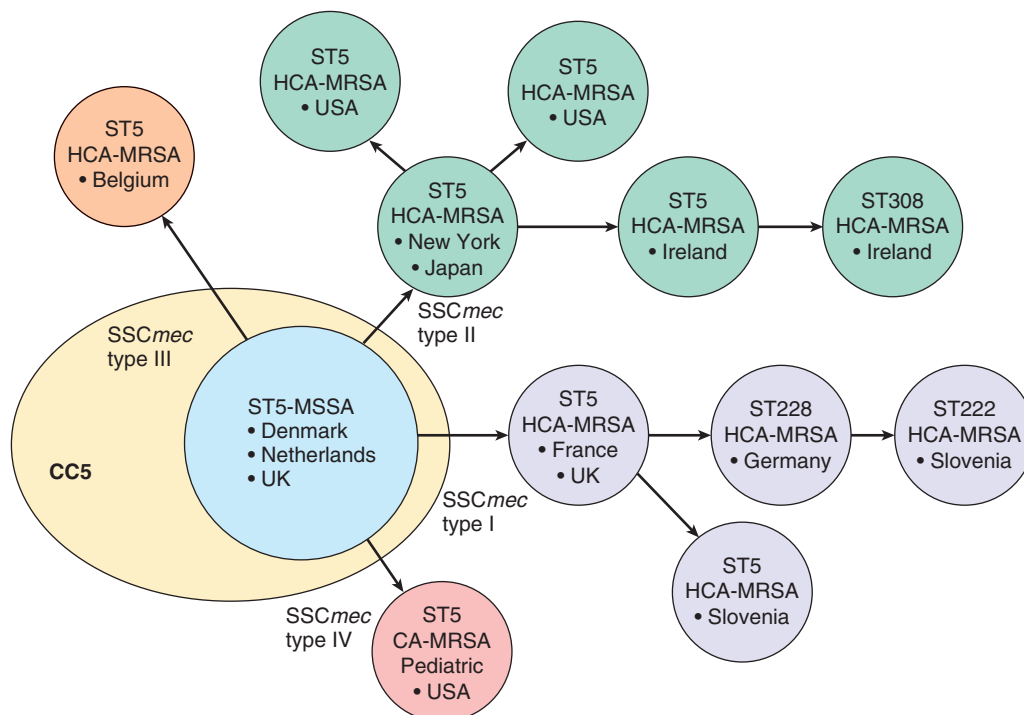 ST5
HCA-MRSA
• USA
ST5
HCA-MRSA
• USA
ST5
HCA-MRSA
• Belgium
ST5
HCA-MRSA
• New York
• Japan
ST5
HCA-MRSA
• Ireland
ST308
HCA-MRSA
• Ireland
SSCmec
type III
SSCmec
type II
CC5
ST5-MSSA
• Denmark
• Netherlands
• UK
SSCmec
type I
ST5
HCA-MRSA
• France
• UK
ST228
HCA-MRSA
• Germany
ST222
HCA-MRSA
• Slovenia
ST5
HCA-MRSA
• Slovenia
SSCmec
type IV
ST5
CA-MRSA
Pediatric
• USA